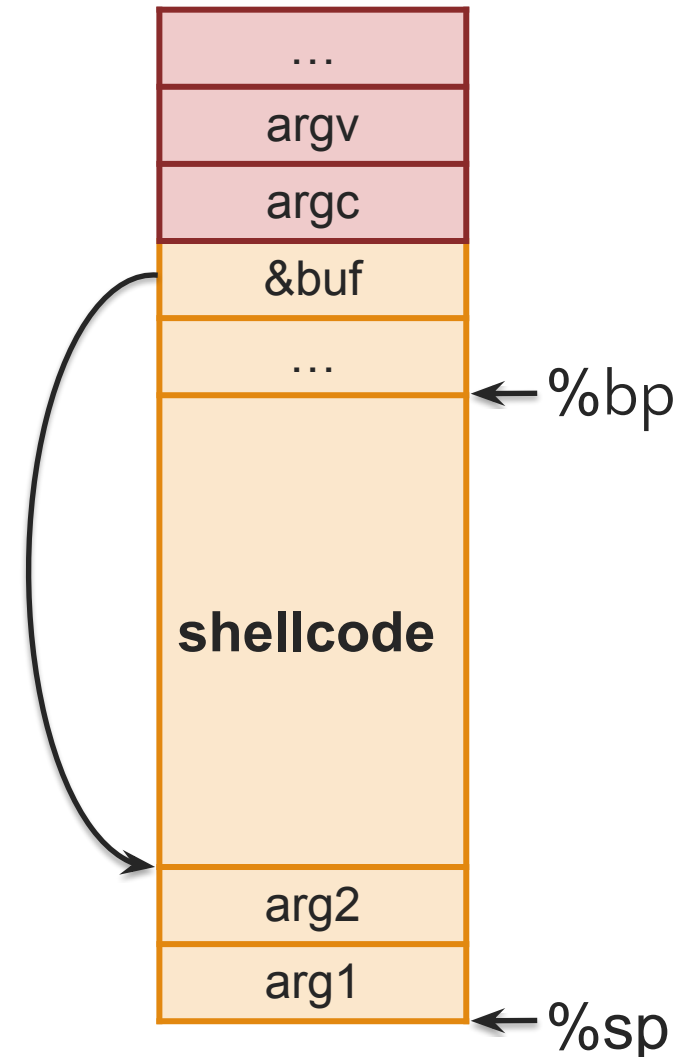 …
argv
argc
&buf
…
%bp
shellcode
arg2
arg1
%sp